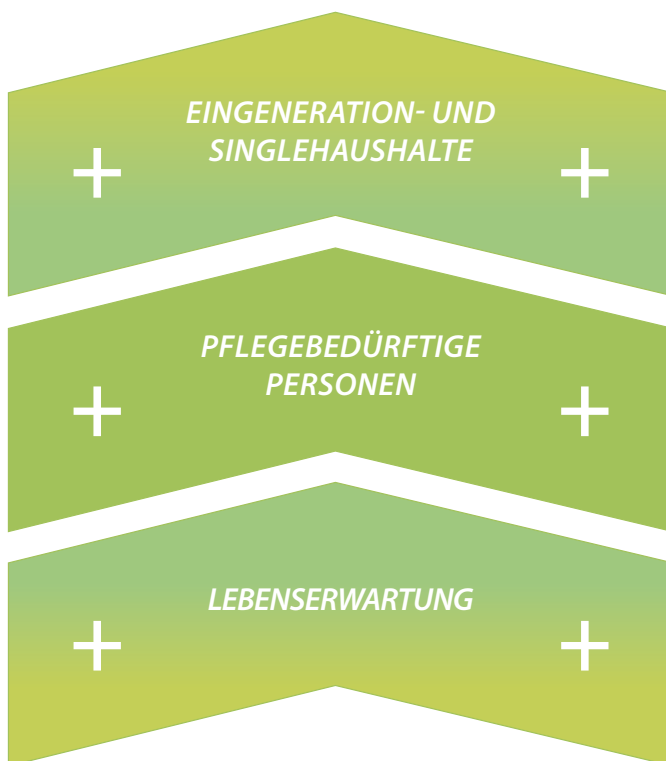 EINGENERATION- UND
SINGLEHAUSHALTE
+ +
PFLEGEBEDÜRFTIGE
PERSONEN
+ +
LEBENSERWARTUNG
+ +